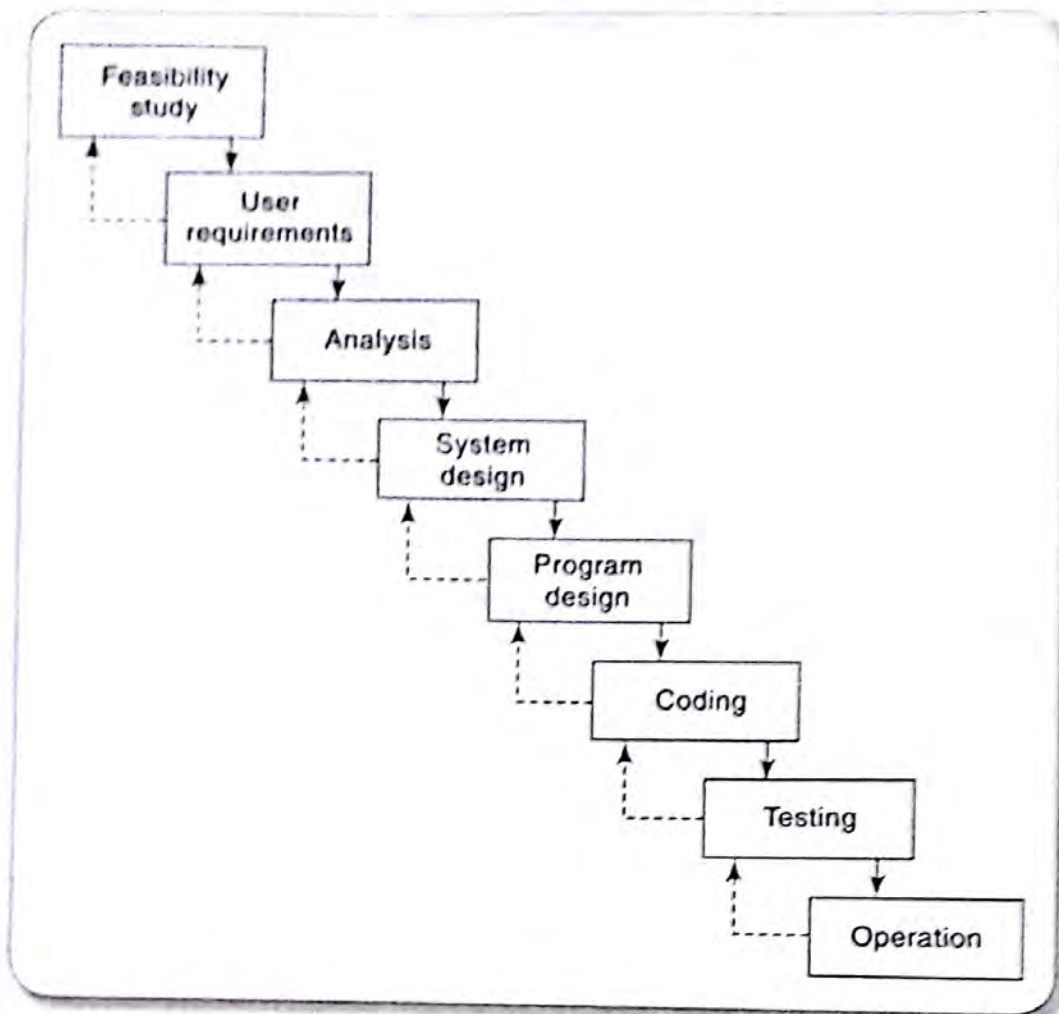 Feasibility
study
User
requirements
Analysis
System
design
Program
design
Coding
Testing
Operation